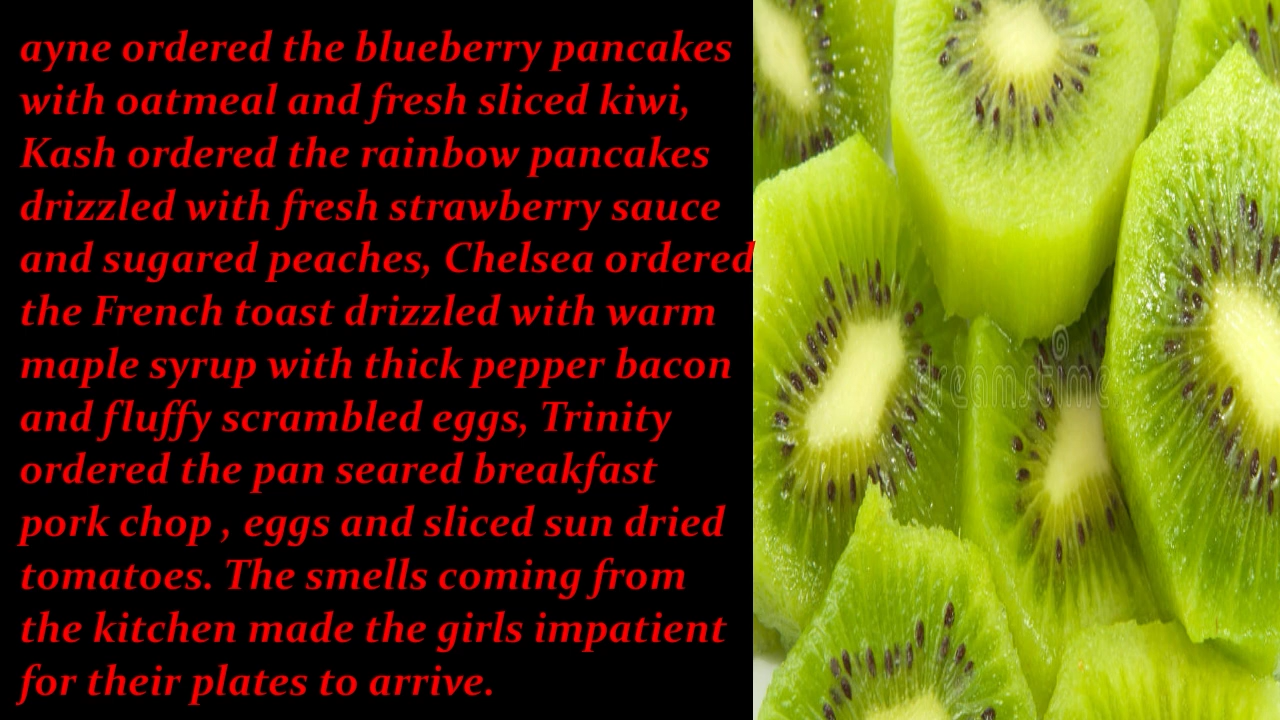 ayne ordered the blueberry pancakes
with oatmeal and fresh sliced kiwi,
Kash ordered the rainbow pancakes
drizzled with fresh strawberry sauce
and sugared peaches, Chelsea ordered
the French toast drizzled with warm
maple syrup with thick pepper bacon
and fluffy scrambled eggs, Trinity
ordered the pan seared breakfast
pork chop , eggs and sliced sun dried
tomatoes. The smells coming from
the kitchen made the girls impatient
for their plates to arrive.
dreamstime